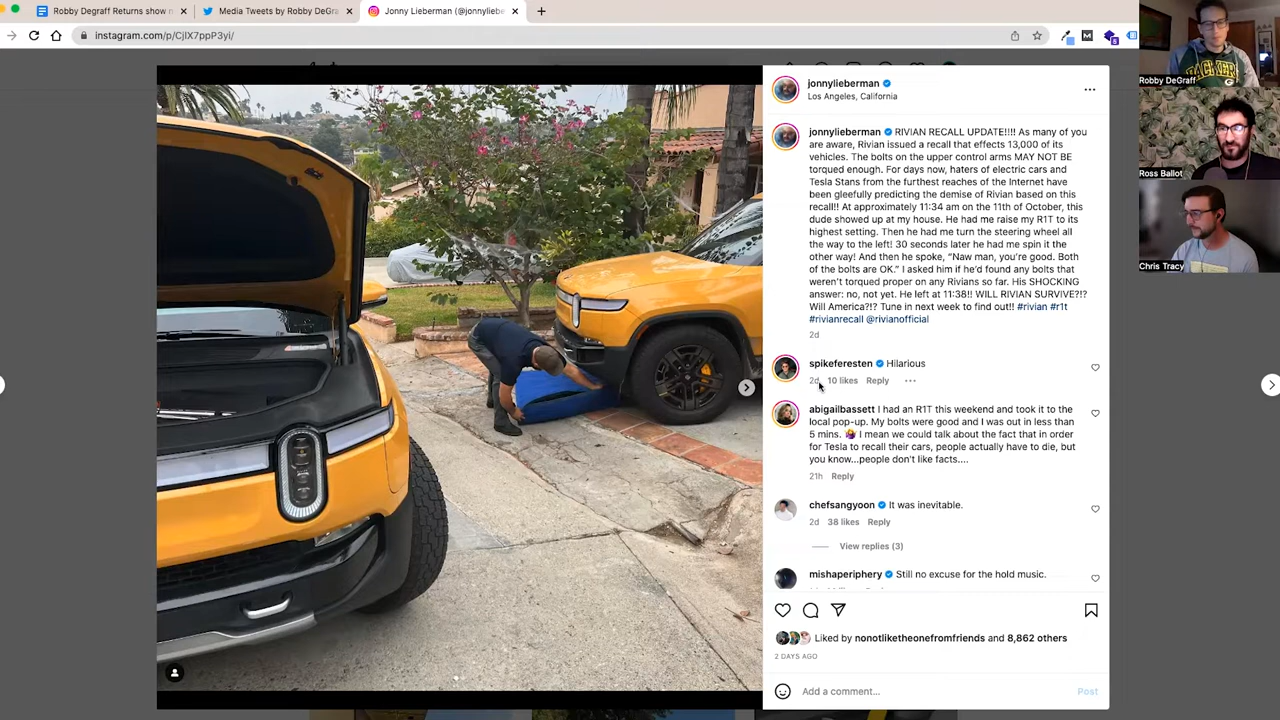 Robby DeGraff Returns show n
Media Tweets by Robby DeGra
Jonny Lieberman (@jonnyliebe
instagram.com/p/CjIX7ppP3yi/
Robby DeGraff
PACKERS
Ross Ballot
Chris Tracy
jonnylieberman
Los Angeles, California
jonnylieberman RIVIAN RECALL UPDATE!!!! As many of you
are aware, Rivian issued a recall that effects 13,000 of its
vehicles. The bolts on the upper control arms MAY NOT BE
torqued enough. For days now, haters of electric cars and
Tesla Stans from the furthest reaches of the Internet have
been gleefully predicting the demise of Rivian based on this
recall!! At approximately 11:34 am on the 11th of October, this
dude showed up at my house. He had me raise my R1T to its
highest setting. Then he had me turn the steering wheel all
the way to the left! 30 seconds later he had me spin it the
other way! And then he spoke, “Naw man, you're good. Both
of the bolts are OK.” I asked him if he'd found any bolts that
weren't torqued proper on any Rivians so far. His SHOCKING
answer: no, not yet. He left at 11:38!! WILL RIVIAN SURVIVE?!?
Will America?!? Tune in next week to find out!! #rivian #r1t
#rivianrecall @rivianofficial
2d
spikeferesten Hilarious
2d 10 likes Reply
abigailbassett I had an R1T this weekend and took it to the
local pop-up. My bolts were good and I was out in less than
5 mins. 🤷‍♀️ I mean we could talk about the fact that in order
for Tesla to recall their cars, people actually have to die, but
you know...people don't like facts....
21h Reply
chefsangyoon It was inevitable.
2d 38 likes Reply
View replies (3)
mishaperiphery Still no excuse for the hold music.
Liked by nonotliketheonefromfriends and 8,862 others
2 DAYS AGO
Add a comment...
Post